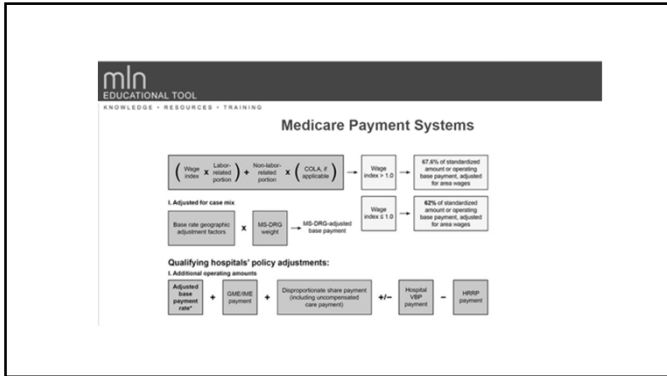 mln
EDUCATIONAL TOOL
KNOWLEDGE • RESOURCES • TRAINING
Medicare Payment Systems
( Wage index x Labor-related portion ) + Non-labor-related portion x ( COLA, if applicable )
Wage index > 1.0
67.6% of standardized amount or operating base payment, adjusted for area wages
I. Adjusted for case mix
Wage index ≤ 1.0
62% of standardized amount or operating base payment, adjusted for area wages
Base rate geographic adjustment factors x MS-DRG weight
MS-DRG-adjusted base payment
Qualifying hospitals' policy adjustments:
I. Additional operating amounts
Adjusted base payment rate* + GME/IME payment + Disproportionate share payment (including uncompensated care payment) +/− Hospital VBP payment − HRRP payment